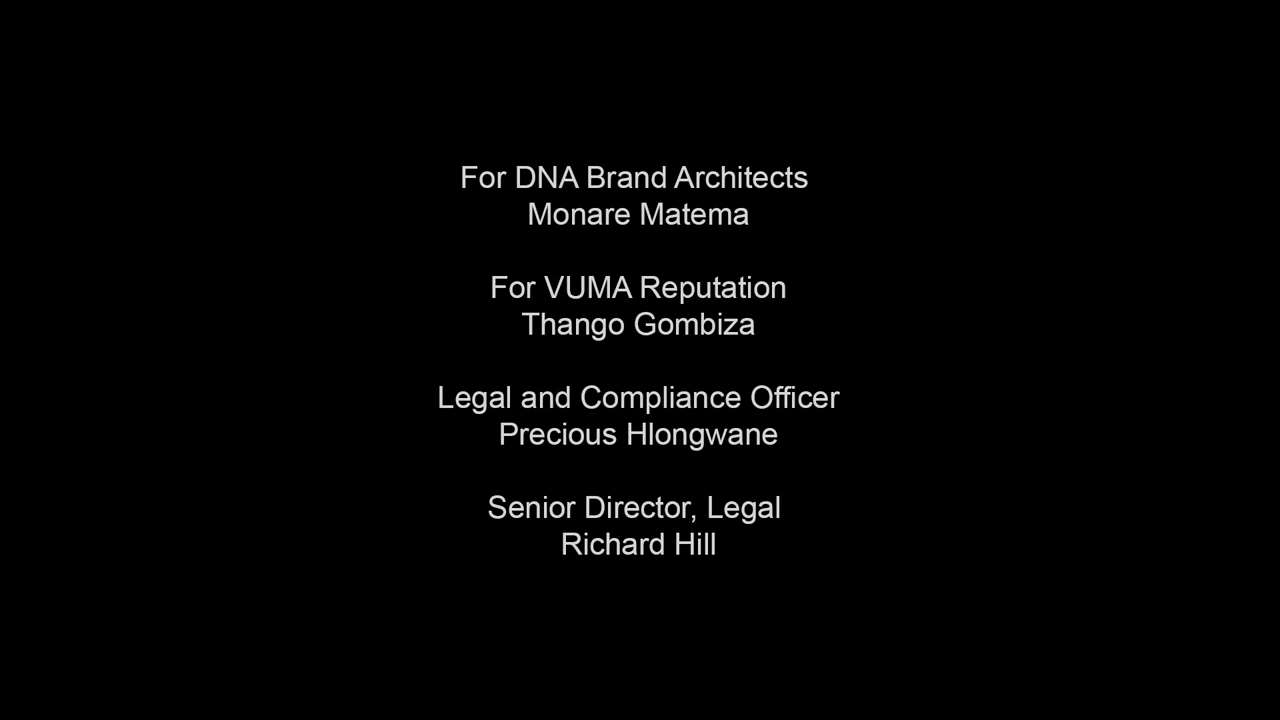 For DNA Brand Architects
Monare Matema
For VUMA Reputation
Thango Gombiza
Legal and Compliance Officer
Precious Hlongwane
Senior Director, Legal
Richard Hill